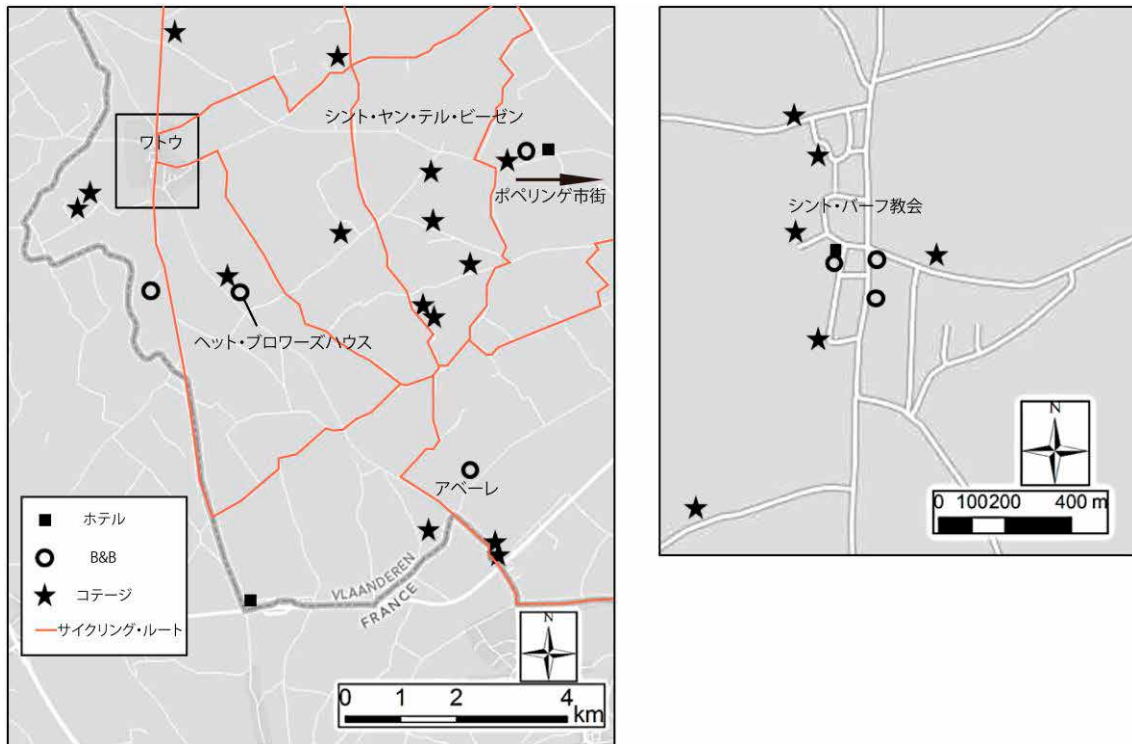 シント・ヤン・テル・ビーゼン
ワトウ
ポペリンゲ市街
ヘット・ブロワーズハウス
アベーレ
VLAANDEREN
FRANCE
ホテル
B&B
コテージ
サイクリング・ルート
N
0 1 2 4
km
シント・バーフ教会
N
0 100 200 400 m